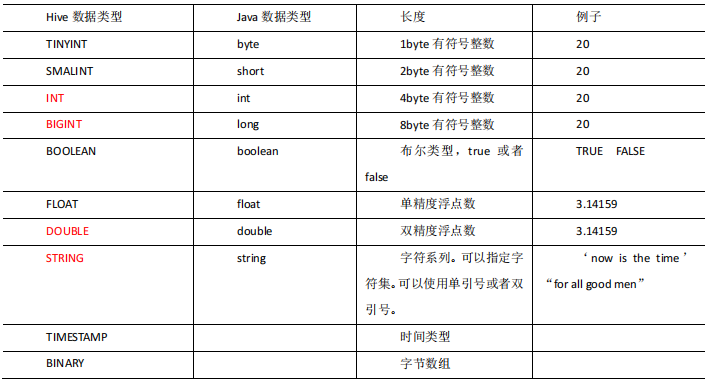 Hive 数据类型 Java 数据类型 长度 例子
TINYINT byte 1byte 有符号整数 20
SMALINT short 2byte 有符号整数 20
INT int 4byte 有符号整数 20
BIGINT long 8byte 有符号整数 20
BOOLEAN boolean 布尔类型，true 或者 TRUE FALSE
false
FLOAT float 单精度浮点数 3.14159
DOUBLE double 双精度浮点数 3.14159
STRING string 字符系列。可以指定字 ‘now is the time’
符集。可以使用单引号或者双 “for all good men”
引号。
TIMESTAMP 时间类型
BINARY 字节数组